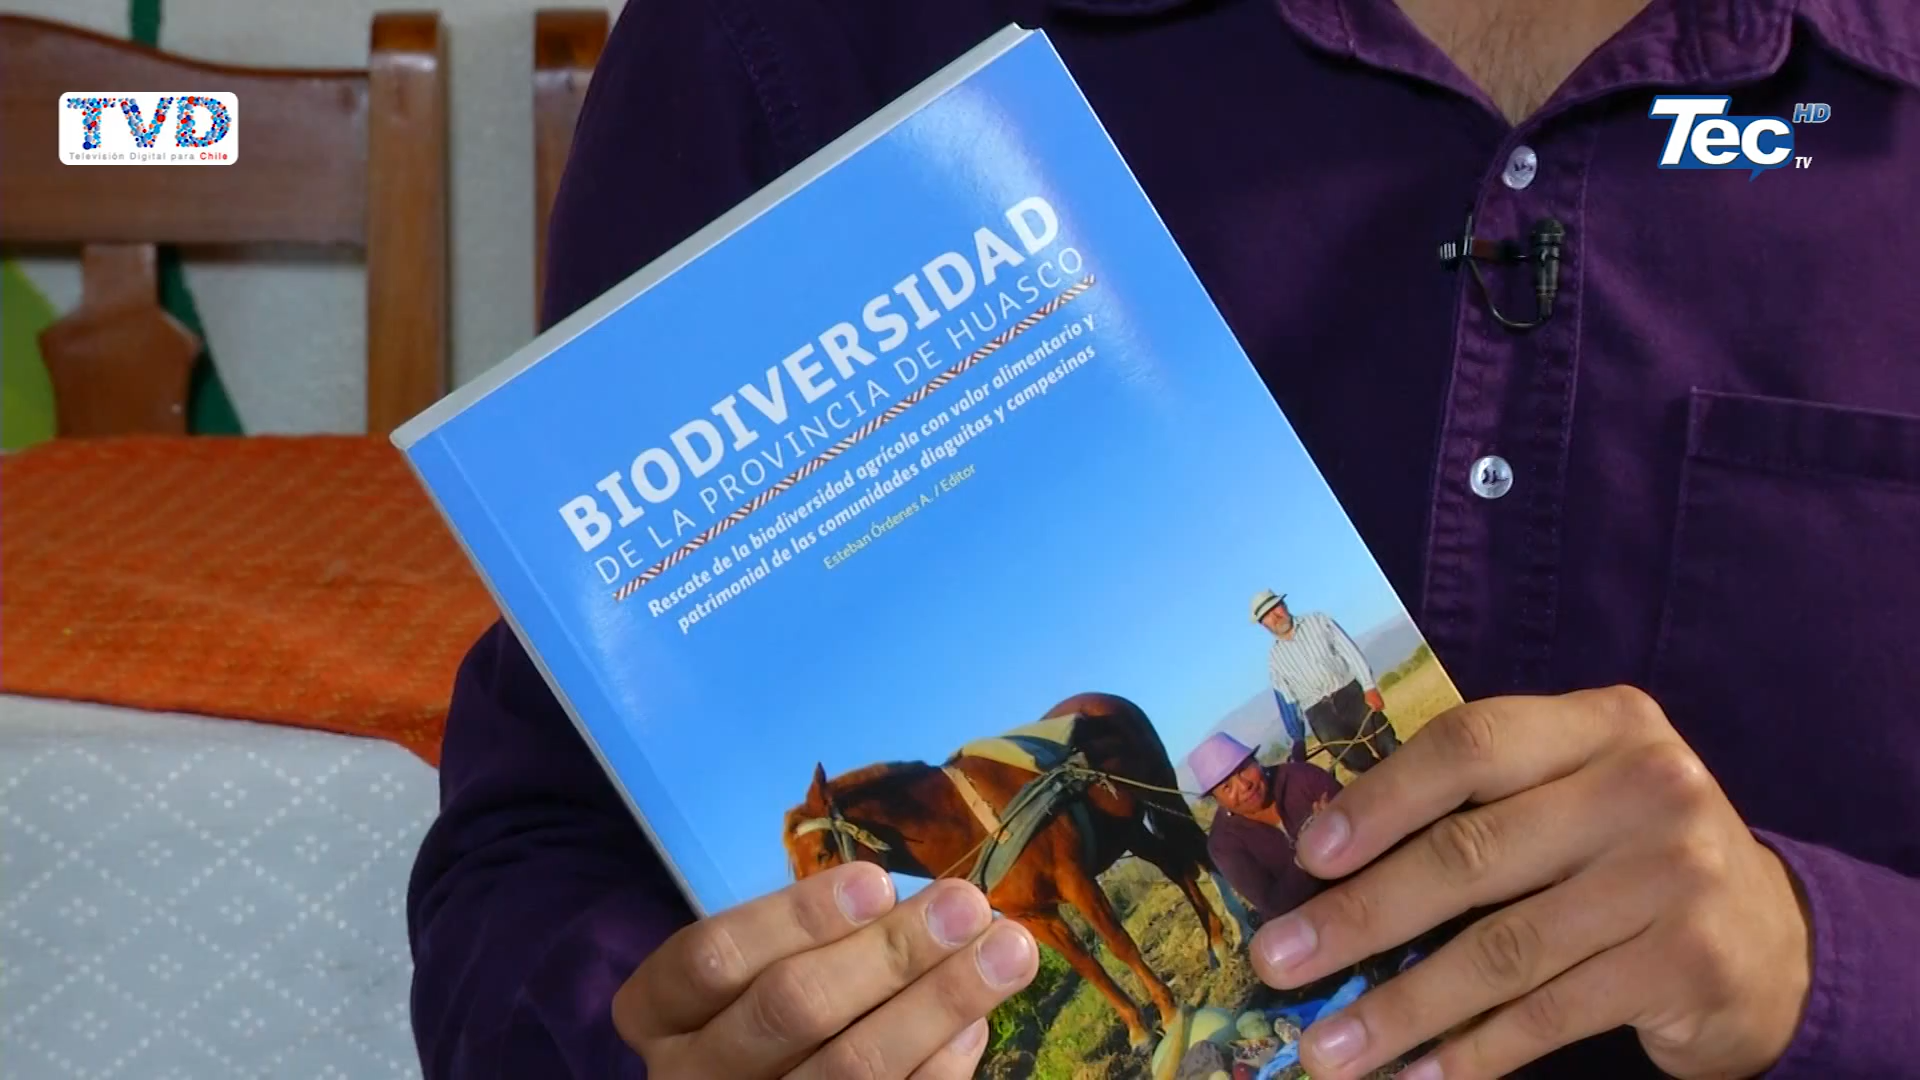 TVD
Televisión Digital para Chile
Tec HD
TV
BIODIVERSIDAD
DE LA PROVINCIA DE HUASCO
Rescate de la biodiversidad agrícola con valor alimentario y
patrimonial de las comunidades diaguitas y campesinas
Esteban Órdenes A. / Editor